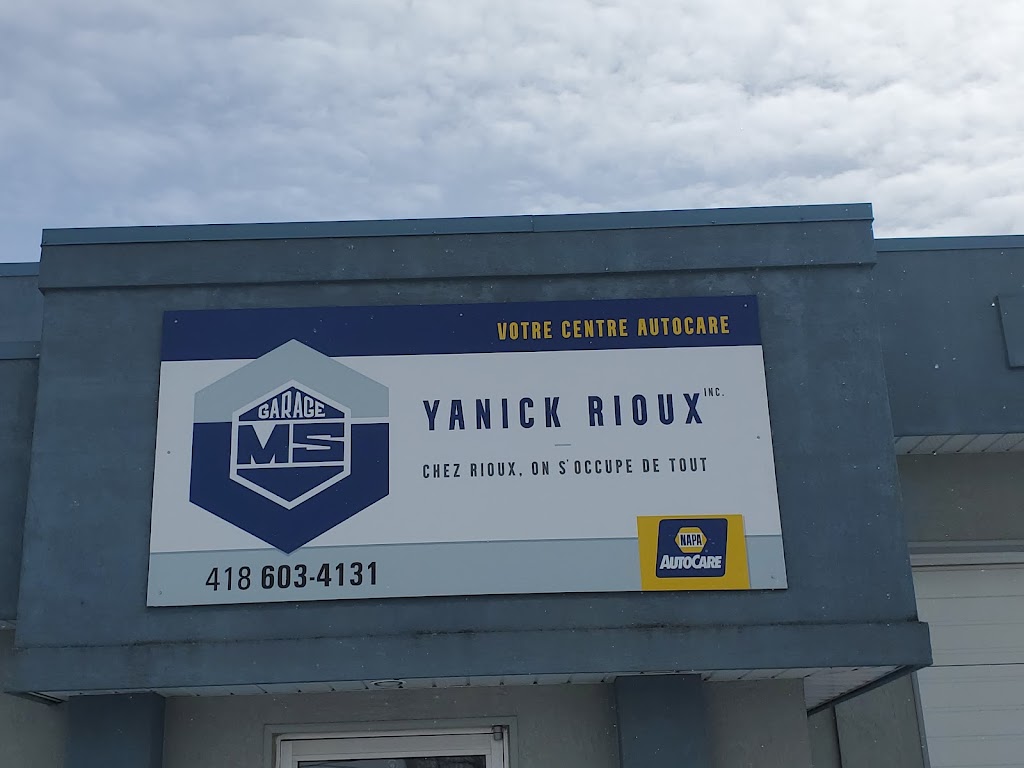 VOTRE CENTRE AUTOCARE
GARAGE
MS
YANICK RIOUX INC.
CHEZ RIOUX, ON S'OCCUPE DE TOUT
418 603-4131
NAPA
AUTOCARE